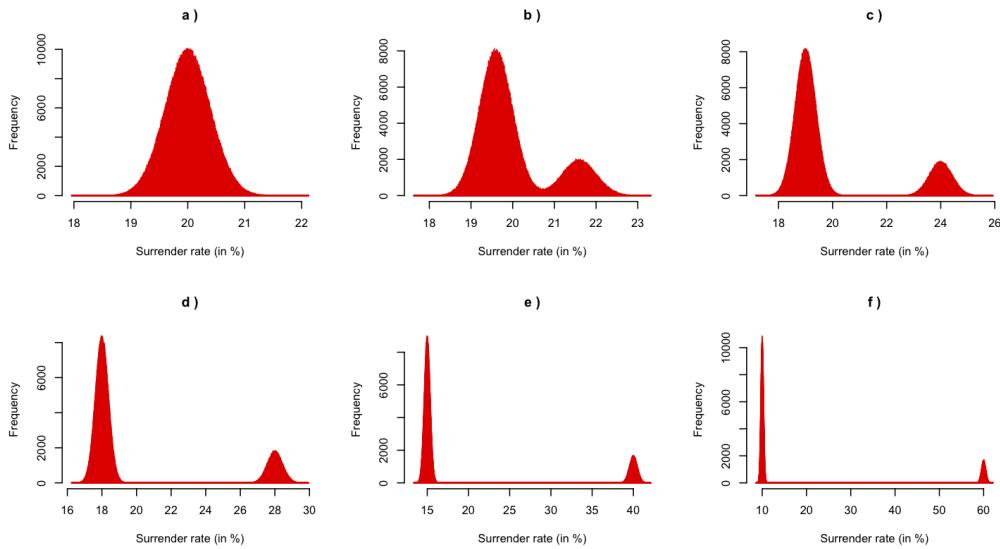 a )
Frequency
0 2000 6000 10000
18 19 20 21 22
Surrender rate (in %)
b )
Frequency
0 2000 4000 6000 8000
18 19 20 21 22 23
Surrender rate (in %)
c )
Frequency
0 2000 4000 6000 8000
18 20 22 24 26
Surrender rate (in %)
d )
Frequency
0 2000 6000
16 18 20 22 24 26 28 30
Surrender rate (in %)
e )
Frequency
0 2000 6000
15 20 25 30 35 40
Surrender rate (in %)
f )
Frequency
0 2000 6000 10000
10 20 30 40 50 60
Surrender rate (in %)